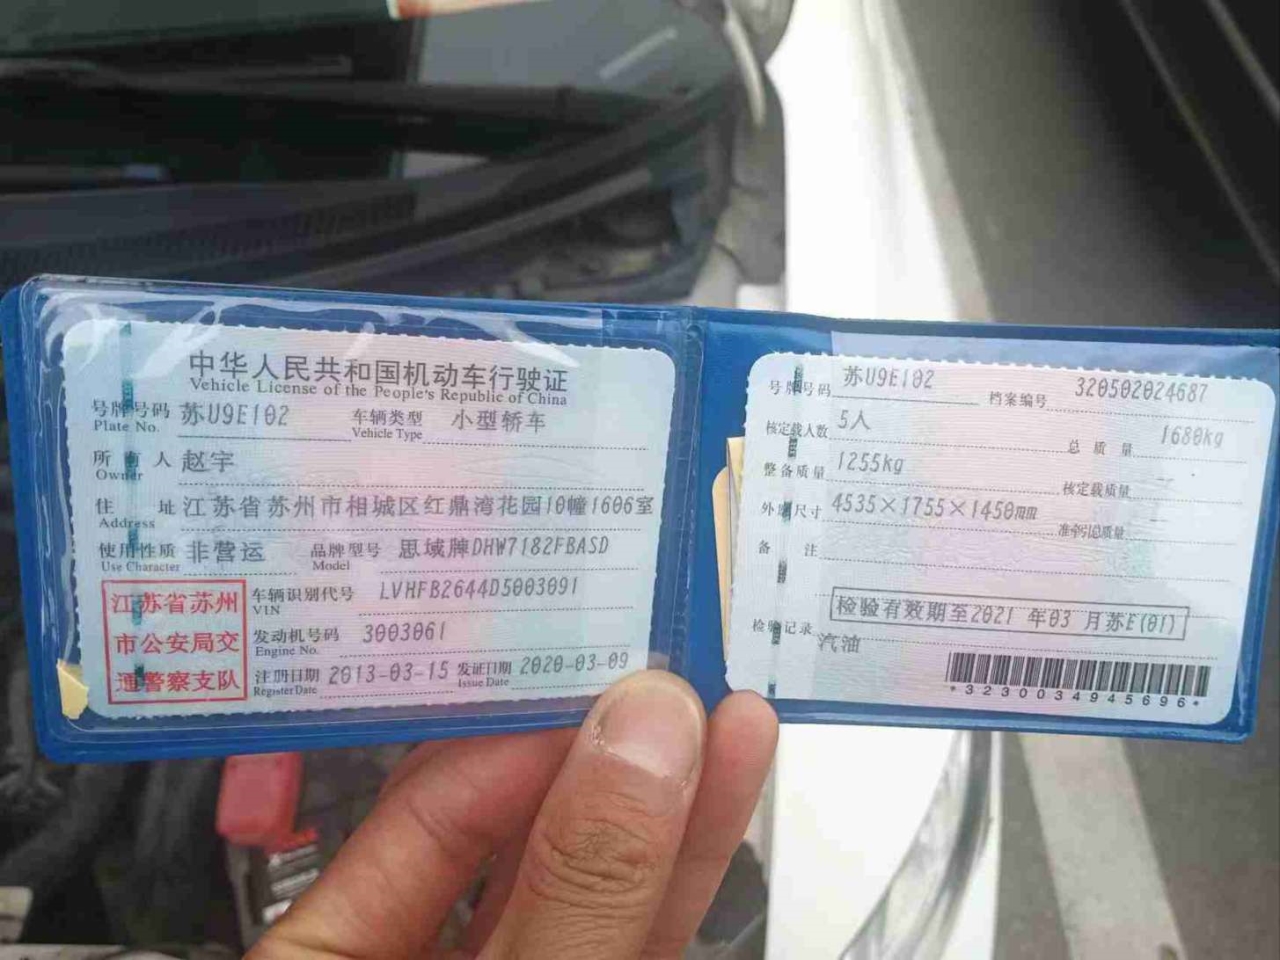 中华人民共和国机动车行驶证
Vehicle License of the People's Republic of China
号牌号码 苏U9E102 车辆类型 小型轿车
Plate No. Vehicle Type
所有人 赵宇
Owner
住址 江苏省苏州市相城区红鼎湾花园10幢1606室
Address
使用性质 非营运 品牌型号 思域牌DHW7182FBASD
Use Character Model
江苏省苏州
市公安局交
通警察支队
车辆识别代号 LVHFB2644D5003091
VIN
发动机号码 3003061
Engine No.
注册日期 2013-03-15 发证日期 2020-03-09
Register Date Issue Date
号牌号码 苏U9E102 档案编号 320502024687
核定载人数 5人 总质量 1680kg
整备质量 1255kg 核定载质量 --
外廓尺寸 4535×1755×1450mm 准牵引总质量 --
备注
检验有效期至2021年03月苏E(01)
检验记录
汽油
*3230034945696*